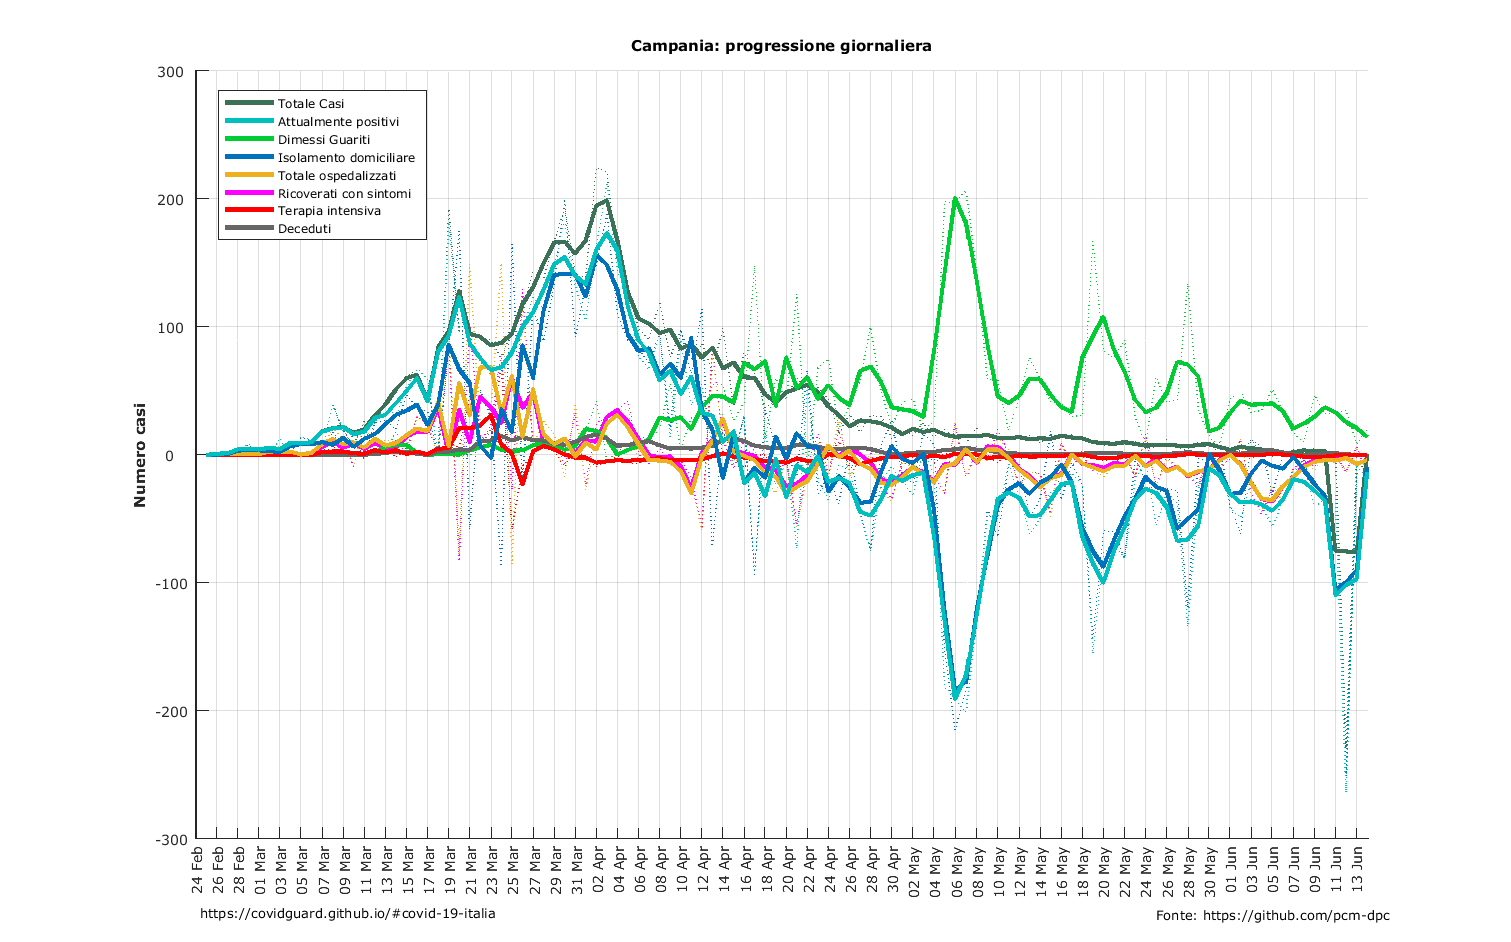 Campania: progressione giornaliera
300
200
100
0
-100
-200
-300
Numero casi
Totale Casi
Attualmente positivi
Dimessi Guariti
Isolamento domiciliare
Totale ospedalizzati
Ricoverati con sintomi
Terapia intensiva
Deceduti
24 Feb
26 Feb
28 Feb
01 Mar
03 Mar
05 Mar
07 Mar
09 Mar
11 Mar
13 Mar
15 Mar
17 Mar
19 Mar
21 Mar
23 Mar
25 Mar
27 Mar
29 Mar
31 Mar
02 Apr
04 Apr
06 Apr
08 Apr
10 Apr
12 Apr
14 Apr
16 Apr
18 Apr
20 Apr
22 Apr
24 Apr
26 Apr
28 Apr
30 Apr
02 May
04 May
06 May
08 May
10 May
12 May
14 May
16 May
18 May
20 May
22 May
24 May
26 May
28 May
30 May
01 Jun
03 Jun
05 Jun
07 Jun
09 Jun
11 Jun
13 Jun
https://covidguard.github.io/#covid-19-italia
Fonte: https://github.com/pcm-dpc